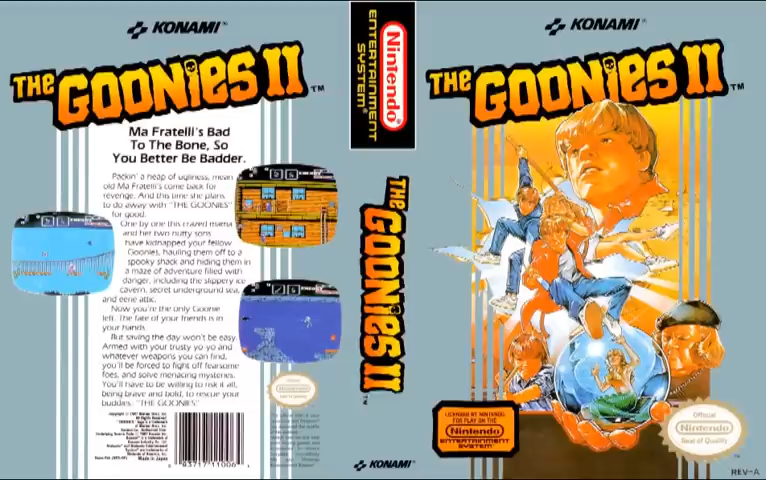 KONAMI®
THE GOONiES II™
Ma Fratelli's Bad
To The Bone, So
You Better Be Badder.
Packin' a heap of ugliness, mean
old Ma Fratelli's come back for
revenge. And this time she plans
to do away with "THE GOONIES"
for good.
One by one this crazed mama
and her two nutty sons
have kidnapped your fellow
Goonies, hauling them off to a
spooky shack and hiding them in
a maze of adventure filled with
danger, including the slippery ice
cavern, secret underground sea,
and eerie attic.
Now you're the only Goonie
left. The fate of your friends is in
your hands.
But saving the day won't be easy.
Armed with your trusty yo-yo and
whatever weapons you can find,
you'll be forced to fight off fearsome
foes, and solve menacing mysteries.
You'll have to be willing to risk it all,
being brave and bold, to rescue your
buddies "THE GOONIES"
Made in Japan
83717 11006
Nintendo®
ENTERTAINMENT
SYSTEM®
THE GOONiES II™
KONAMI®
KONAMI®
THE GOONiES II™
LICENSED BY NINTENDO
FOR PLAY ON THE
Nintendo
ENTERTAINMENT
SYSTEM
Official
Nintendo
Seal of Quality
REV-A